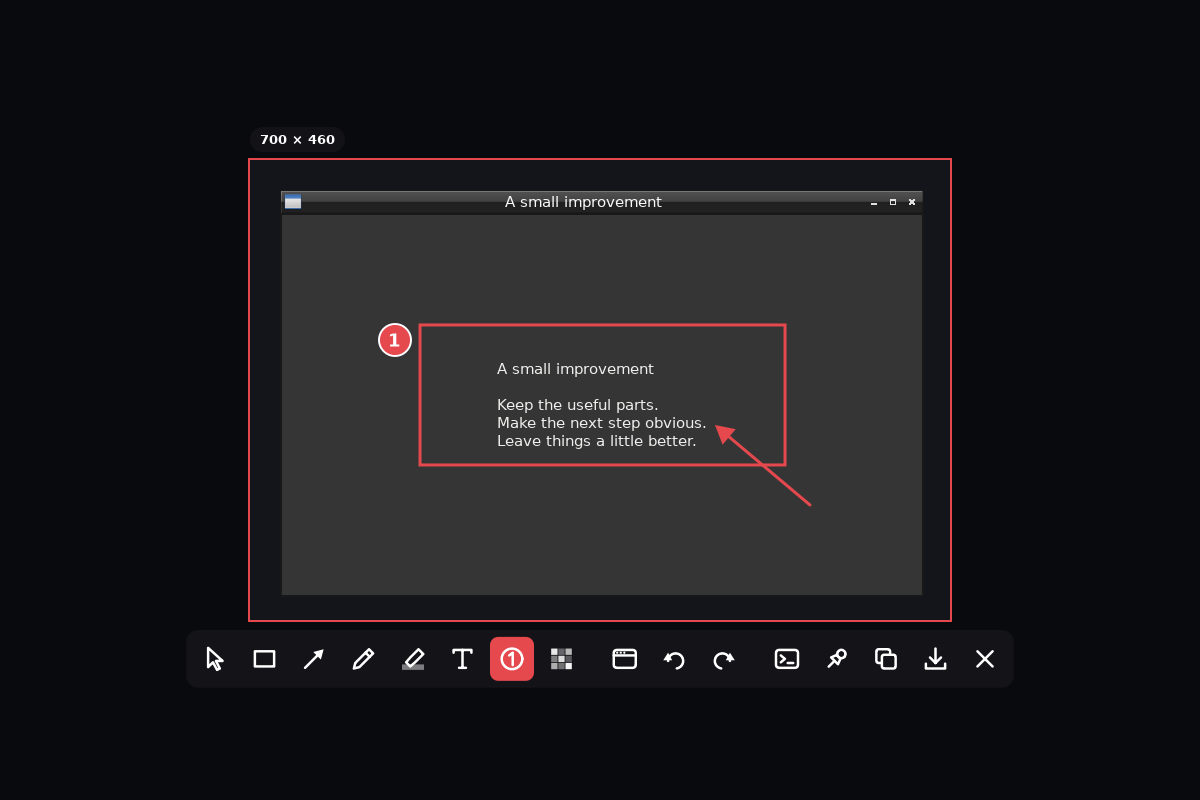 700 × 460
A small improvement
1
A small improvement
Keep the useful parts.
Make the next step obvious.
Leave things a little better.
T
1